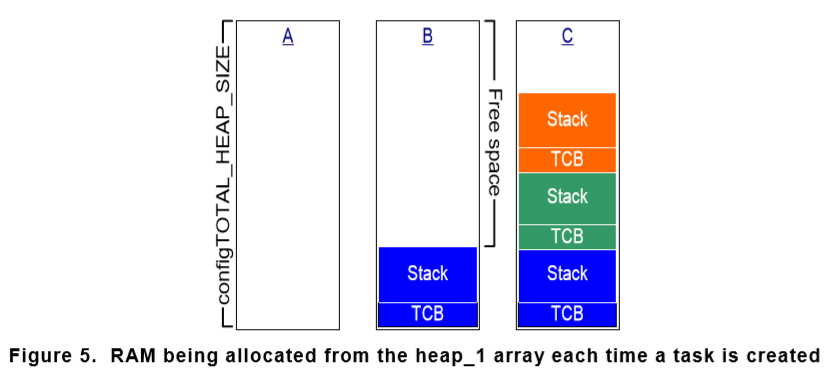 A
B
C
configTOTAL_HEAP_SIZE
Free space
Stack
TCB
Stack
TCB
Stack
TCB
Stack
TCB
Figure 5. RAM being allocated from the heap_1 array each time a task is created